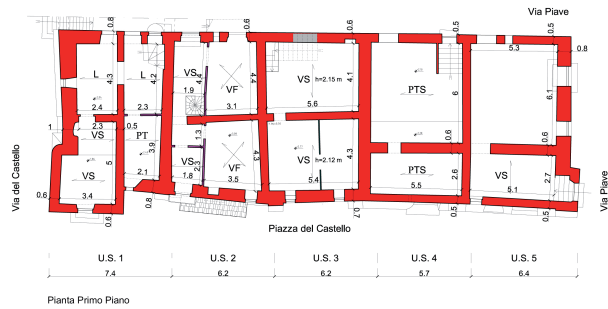 Via Piave
0.8
0.5
0.5
5.3
0.8
L
4.3
L
4.2
VS
4.4
VF
4.4
VS
h=2.15 m
4.1
PTS
6
6.1
2.4
2.3
1.9
3.1
5.6
0.6
0.6
1
2.3
0.5
VS
PT
1.3
VF
VS
h=2.12 m
4.3
4.3
PTS
2.6
VS
2.7
VS
5
3.9
VS
2.3
3.4
2.1
1.8
3.5
5.4
5.5
5.1
0.6
0.6
0.8
0.7
0.5
0.5
Via del Castello
Via Piave
Piazza del Castello
U.S. 1
U.S. 2
U.S. 3
U.S. 4
U.S. 5
7.4
6.2
6.2
5.7
6.4
Pianta Primo Piano